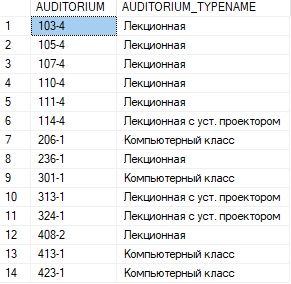 AUDITORIUM AUDITORIUM_TYPENAME
1 103-4 Лекционная
2 105-4 Лекционная
3 107-4 Лекционная
4 110-4 Лекционная
5 111-4 Лекционная
6 114-4 Лекционная с уст. проектором
7 206-1 Компьютерный класс
8 236-1 Лекционная
9 301-1 Компьютерный класс
10 313-1 Лекционная с уст. проектором
11 324-1 Лекционная с уст. проектором
12 408-2 Лекционная
13 413-1 Компьютерный класс
14 423-1 Компьютерный класс